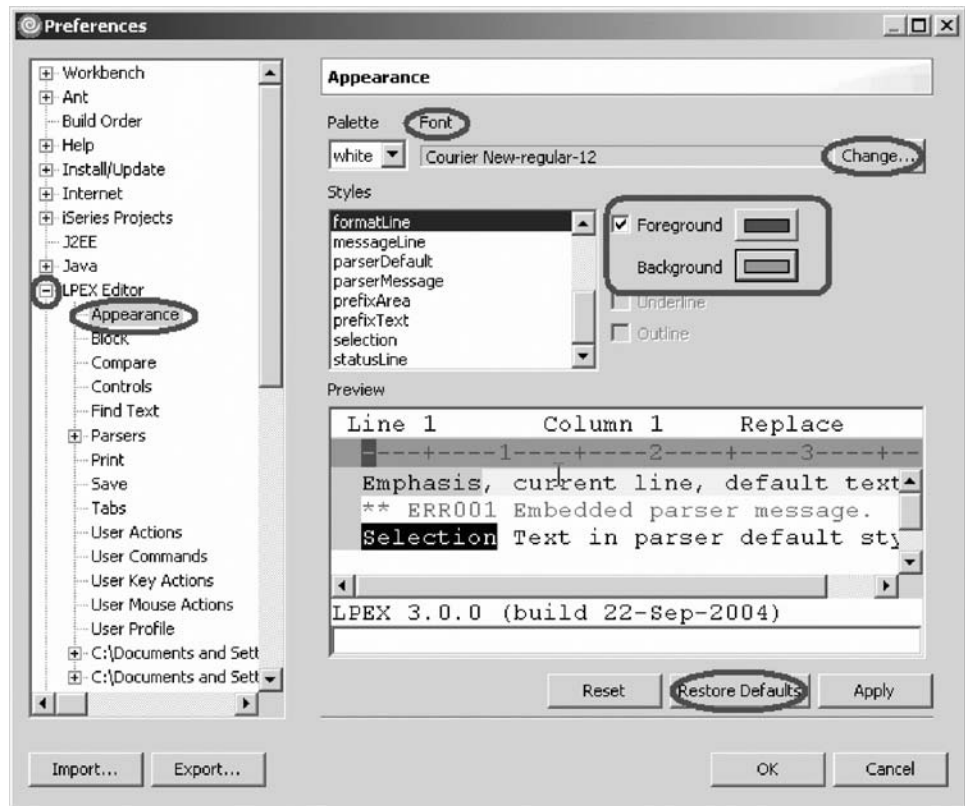 Preferences
Workbench
Ant
Build Order
Help
Install/Update
Internet
iSeries Projects
J2EE
Java
LPEX Editor
Appearance
Block
Compare
Controls
Find Text
Parsers
Print
Save
Tabs
User Actions
User Commands
User Key Actions
User Mouse Actions
User Profile
C:\Documents and Sett
C:\Documents and Sett
Import... Export...
Appearance
Palette Font
white Courier New-regular-12 Change...
Styles
formatLine
messageLine
parserDefault
parserMessage
prefixArea
prefixText
selection
statusLine
Foreground
Background
Underline
Outline
Preview
Line 1 Column 1 Replace
----+----1----+----2----+----3----+--
Emphasis, current line, default text
** ERR001 Embedded parser message.
Selection Text in parser default sty
LPEX 3.0.0 (build 22-Sep-2004)
Reset Restore Defaults Apply
OK Cancel